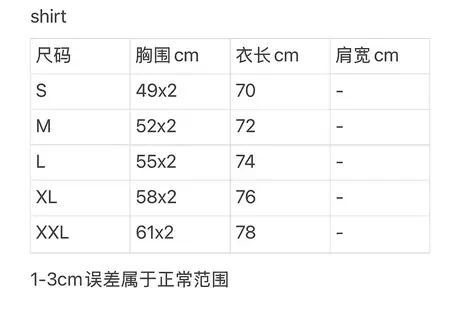 shirt
尺码 胸围cm 衣长cm 肩宽cm
S 49x2 70 -
M 52x2 72 -
L 55x2 74 -
XL 58x2 76 -
XXL 61x2 78 -
1-3cm误差属于正常范围